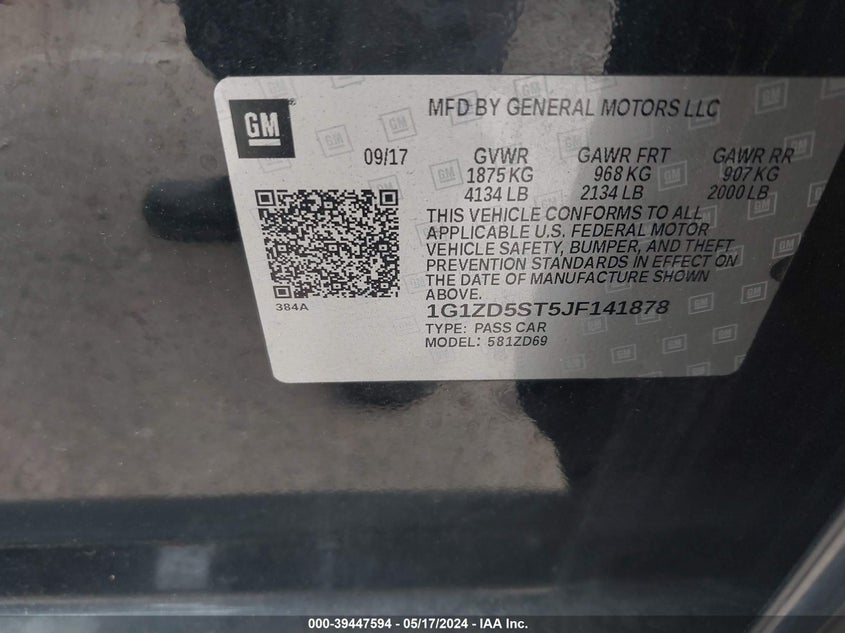 GM
MFD BY GENERAL MOTORS LLC
09/17 GVWR GAWR FRT GAWR RR
1875 KG 968 KG 907 KG
4134 LB 2134 LB 2000 LB
THIS VEHICLE CONFORMS TO ALL
APPLICABLE U.S. FEDERAL MOTOR
VEHICLE SAFETY, BUMPER, AND THEFT
PREVENTION STANDARDS IN EFFECT ON
THE DATE OF MANUFACTURE SHOWN
ABOVE.
384A
1G1ZD5ST5JF141878
TYPE: PASS CAR
MODEL: 581ZD69
000-39447594 - 05/17/2024 - IAA Inc.